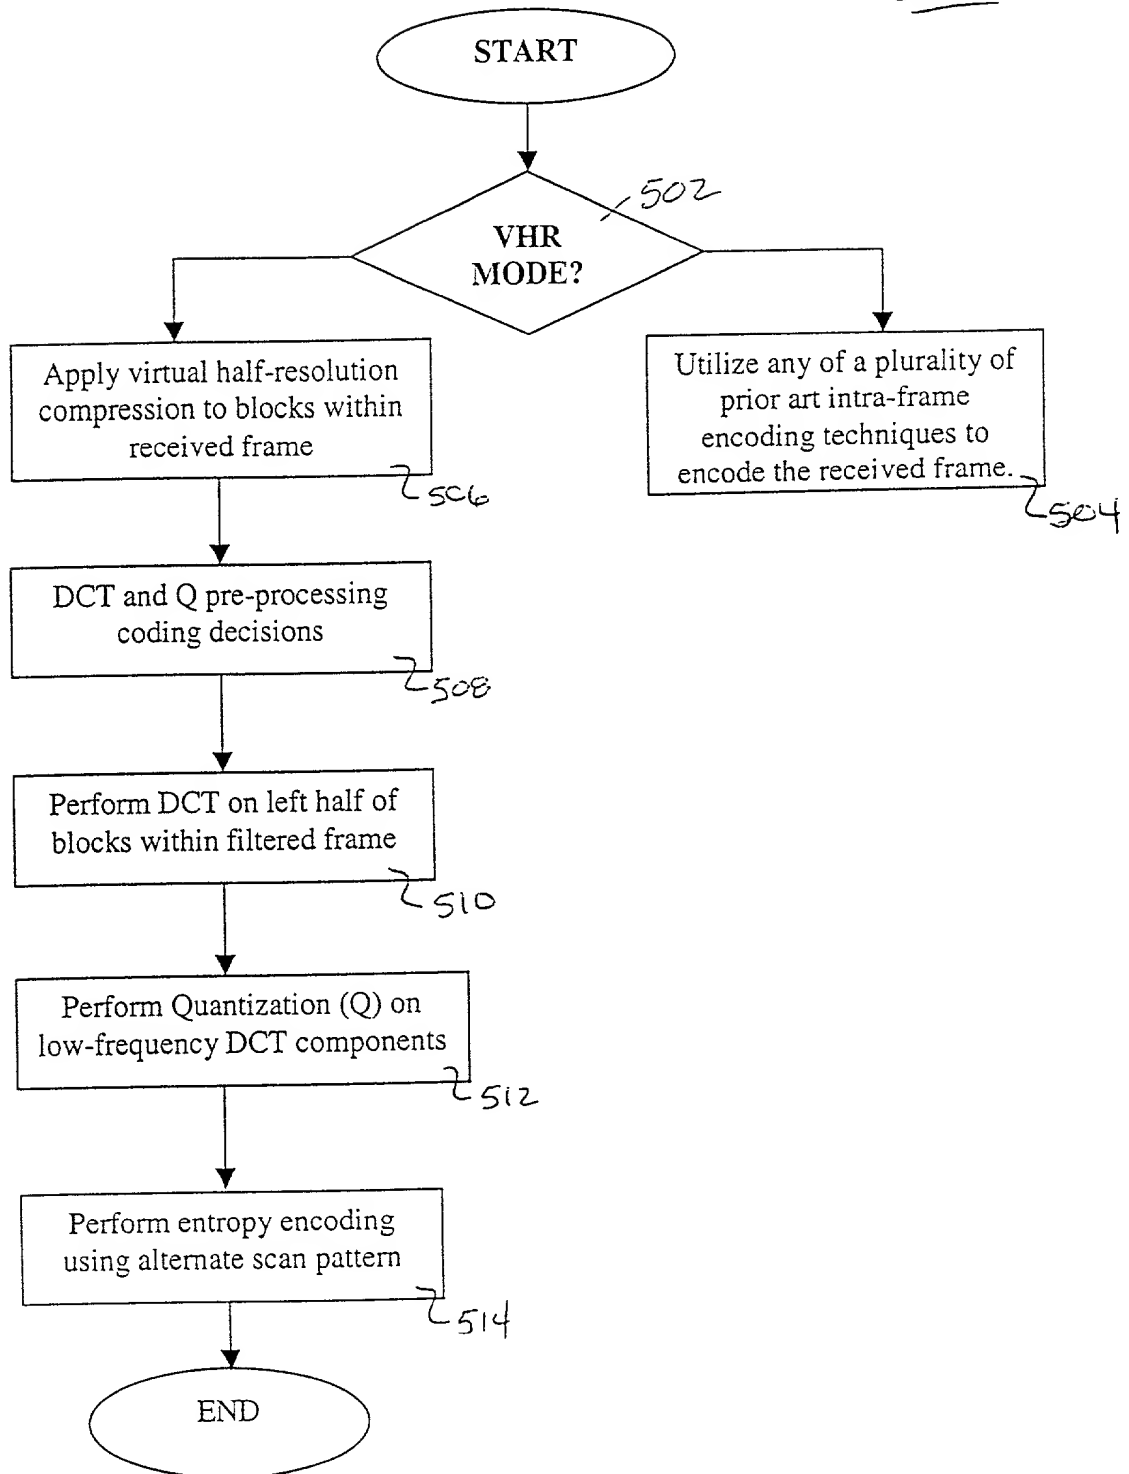 START
502
VHR
MODE?
Apply virtual half-resolution
compression to blocks within
received frame
506
Utilize any of a plurality of
prior art intra-frame
encoding techniques to
encode the received frame.
504
DCT and Q pre-processing
coding decisions
508
Perform DCT on left half of
blocks within filtered frame
510
Perform Quantization (Q) on
low-frequency DCT components
512
Perform entropy encoding
using alternate scan pattern
514
END